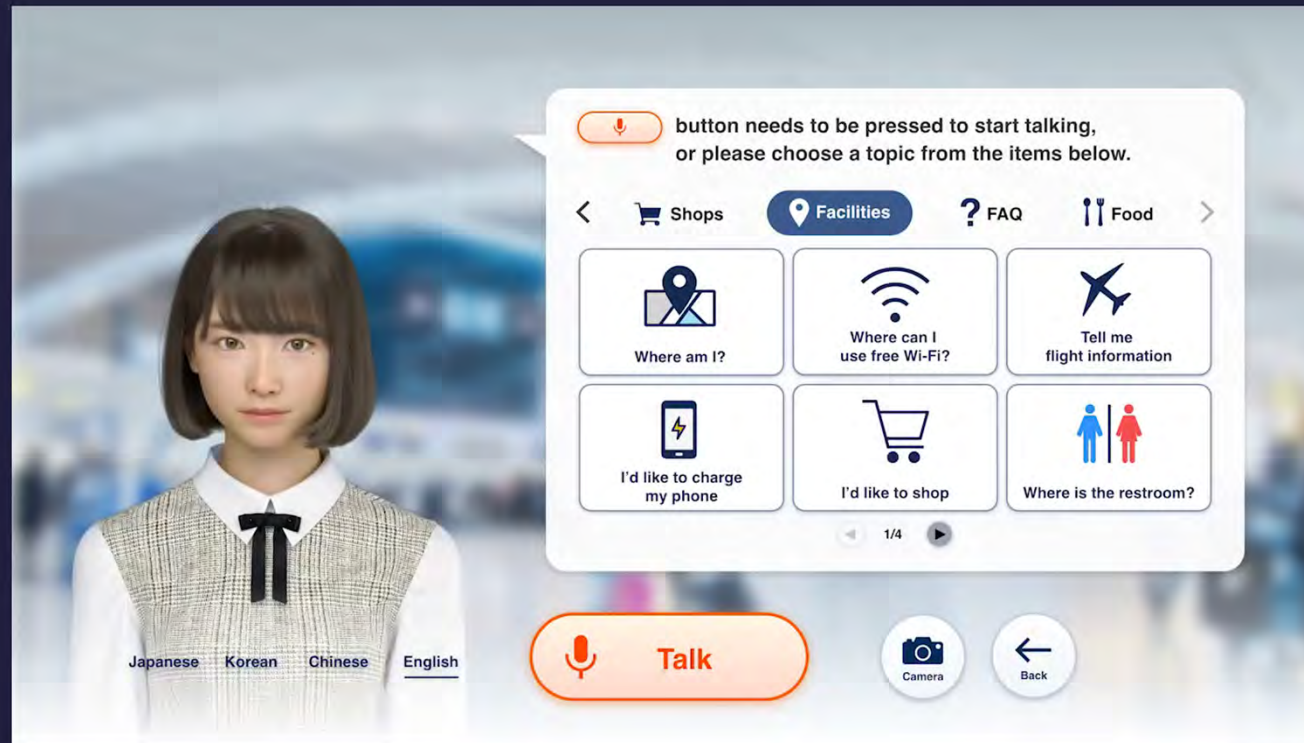 button needs to be pressed to start talking,
or please choose a topic from the items below.
Shops
Facilities
FAQ
Food
Where am I?
Where can I
use free Wi-Fi?
Tell me
flight information
I'd like to charge
my phone
I'd like to shop
Where is the restroom?
1/4
Japanese
Korean
Chinese
English
Talk
Camera
Back